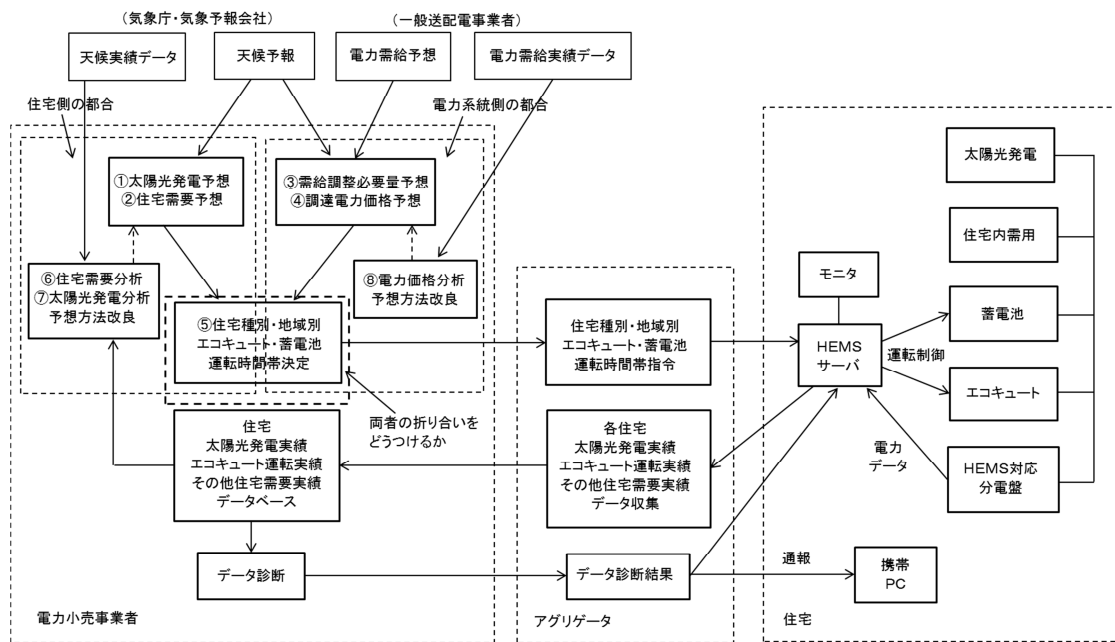 (気象庁・気象予報会社)
(一般送配電事業者)
天候実績データ
天候予報
電力需給予想
電力需給実績データ
住宅側の都合
電力系統側の都合
①太陽光発電予想
②住宅需要予想
③需給調整必要量予想
④調達電力価格予想
⑥住宅需要分析
⑦太陽光発電分析
予想方法改良
⑧電力価格分析
予想方法改良
⑤住宅種別・地域別
エコキュート・蓄電池
運転時間帯決定
両者の折り合いを
どうつけるか
住宅
太陽光発電実績
エコキュート運転実績
その他住宅需要実績
データベース
データ診断
電力小売事業者
住宅種別・地域別
エコキュート・蓄電池
運転時間帯指令
各住宅
太陽光発電実績
エコキュート運転実績
その他住宅需要実績
データ収集
データ診断結果
アグリゲータ
モニタ
HEMS
サーバ
運転制御
電力
データ
太陽光発電
住宅内需用
蓄電池
エコキュート
HEMS対応
分電盤
通報
携帯
PC
住宅